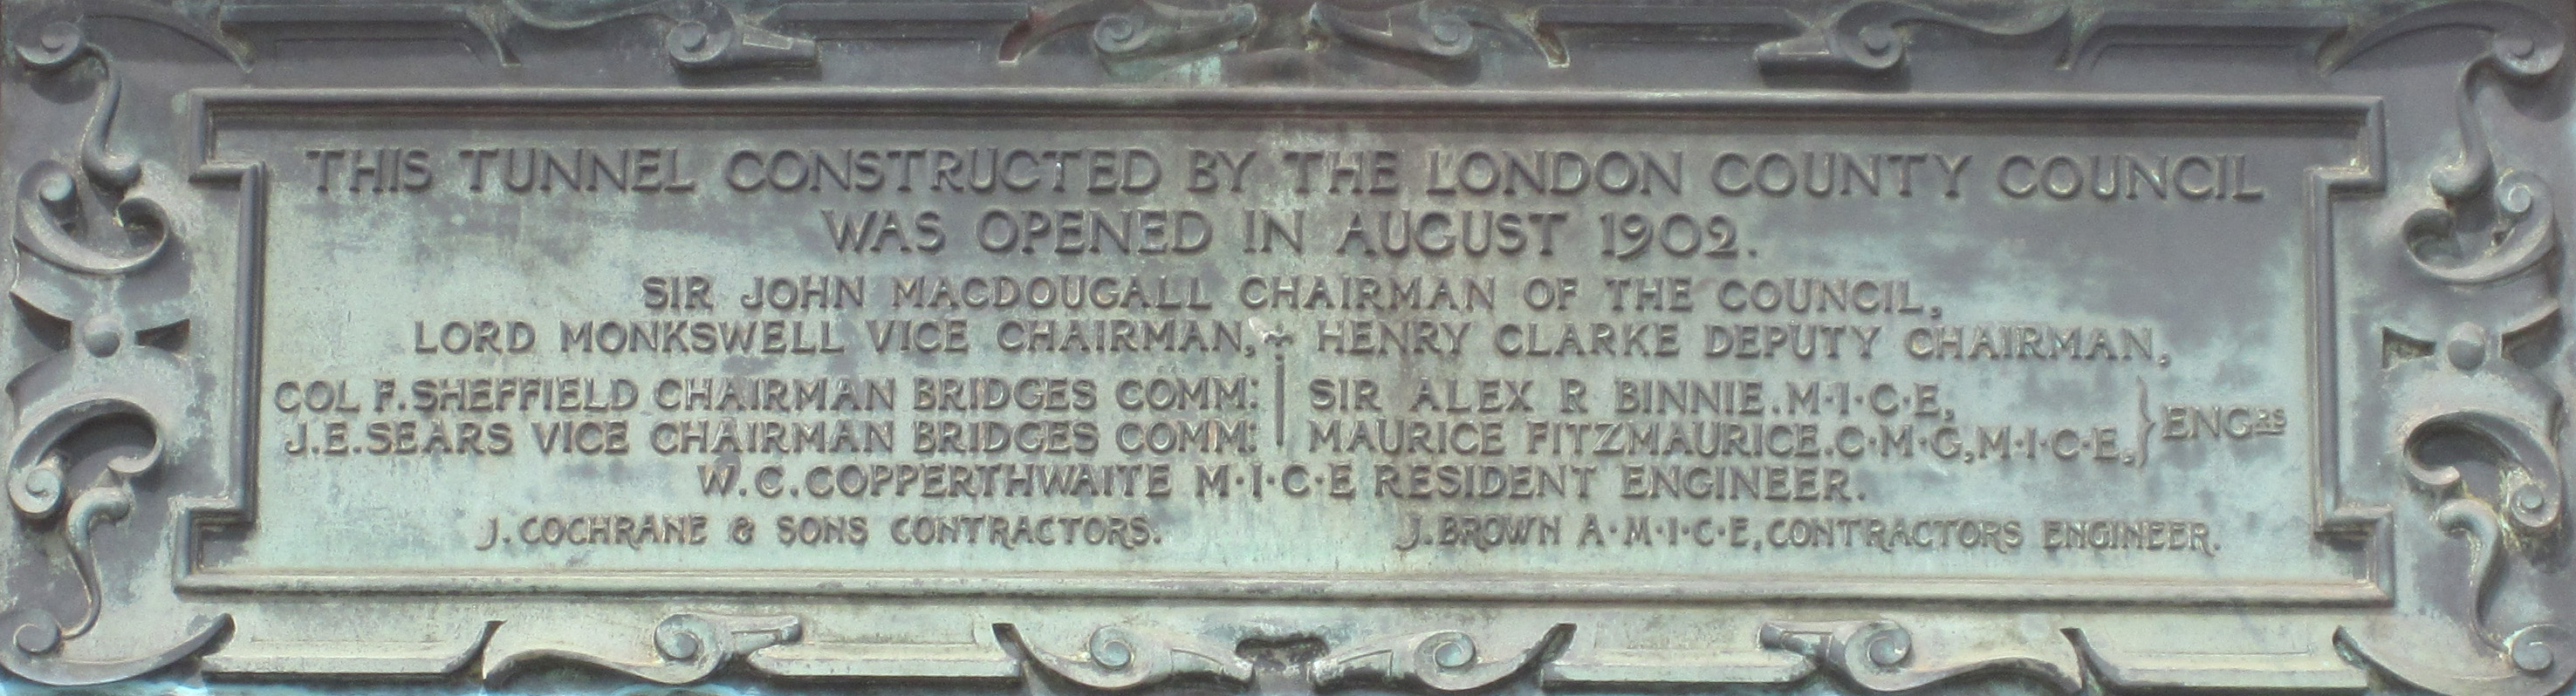 THIS TUNNEL CONSTRUCTED BY THE LONDON COUNTY COUNCIL
WAS OPENED IN AUGUST 1902.
SIR JOHN MACDOUGALL CHAIRMAN OF THE COUNCIL,
LORD MONKSWELL VICE CHAIRMAN, HENRY CLARKE DEPUTY CHAIRMAN,
COL F. SHEFFIELD CHAIRMAN BRIDGES COMM: SIR ALEX R BINNIE. M·I·C·E,
J. E. SEARS VICE CHAIRMAN BRIDGES COMM: MAURICE FITZMAURICE. C·M·G, M·I·C·E, } ENGRS
W. C. COPPERTHWAITE M·I·C·E RESIDENT ENGINEER.
J. COCHRANE & SONS CONTRACTORS. J. BROWN A·M·I·C·E, CONTRACTORS ENGINEER.